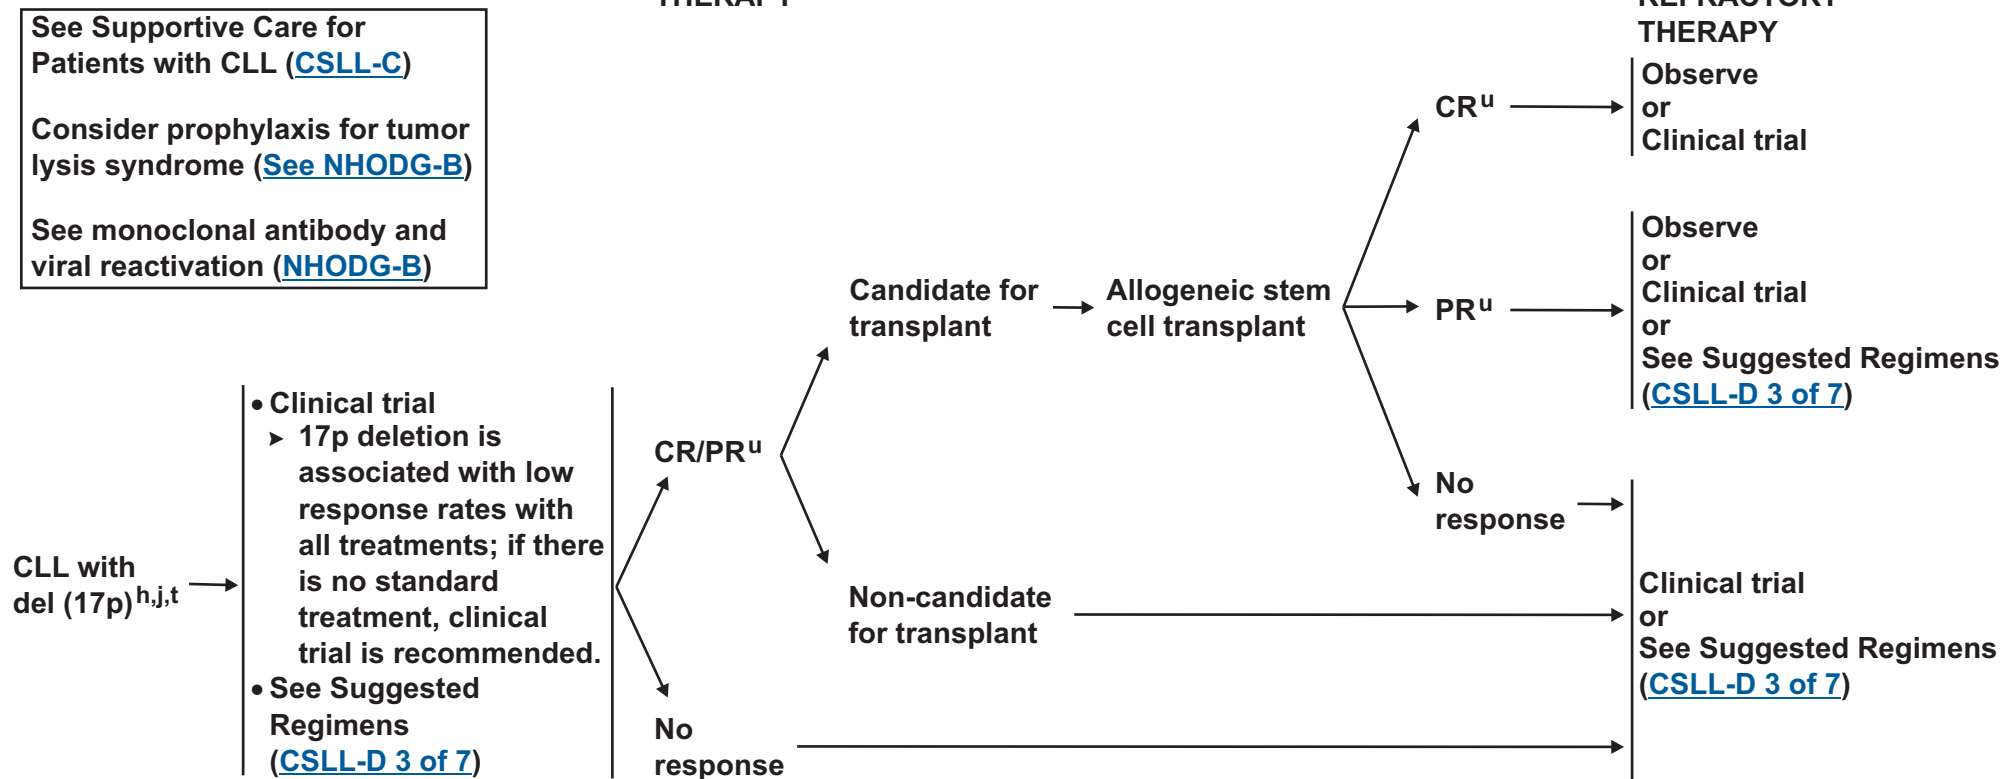 THERAPY
REFRACTORY
THERAPY
See Supportive Care for
Patients with CLL (CSLL-C)
Consider prophylaxis for tumor
lysis syndrome (See NHODG-B)
See monoclonal antibody and
viral reactivation (NHODG-B)
CLL with
del (17p)h,j,t
• Clinical trial
➤ 17p deletion is
associated with low
response rates with
all treatments; if there
is no standard
treatment, clinical
trial is recommended.
• See Suggested
Regimens
(CSLL-D 3 of 7)
CR/PRu
No
response
Candidate for
transplant
Non-candidate
for transplant
Allogeneic stem
cell transplant
CRu
PRu
No
response
Observe
or
Clinical trial
Observe
or
Clinical trial
or
See Suggested Regimens
(CSLL-D 3 of 7)
Clinical trial
or
See Suggested Regimens
(CSLL-D 3 of 7)